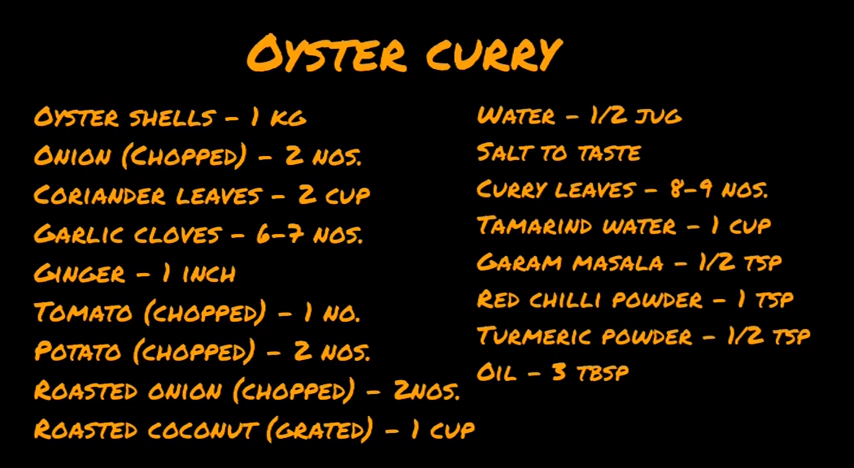 Oyster curry
Oyster shells - 1 kg
Onion (Chopped) - 2 nos.
Coriander leaves - 2 cup
Garlic cloves - 6-7 nos.
Ginger - 1 inch
Tomato (chopped) - 1 no.
Potato (chopped) - 2 nos.
Roasted onion (chopped) - 2nos.
Roasted coconut (grated) - 1 cup
Water - 1/2 jug
Salt to taste
Curry leaves - 8-9 nos.
Tamarind water - 1 cup
Garam masala - 1/2 tsp
Red chilli powder - 1 tsp
Turmeric powder - 1/2 tsp
Oil - 3 tbsp